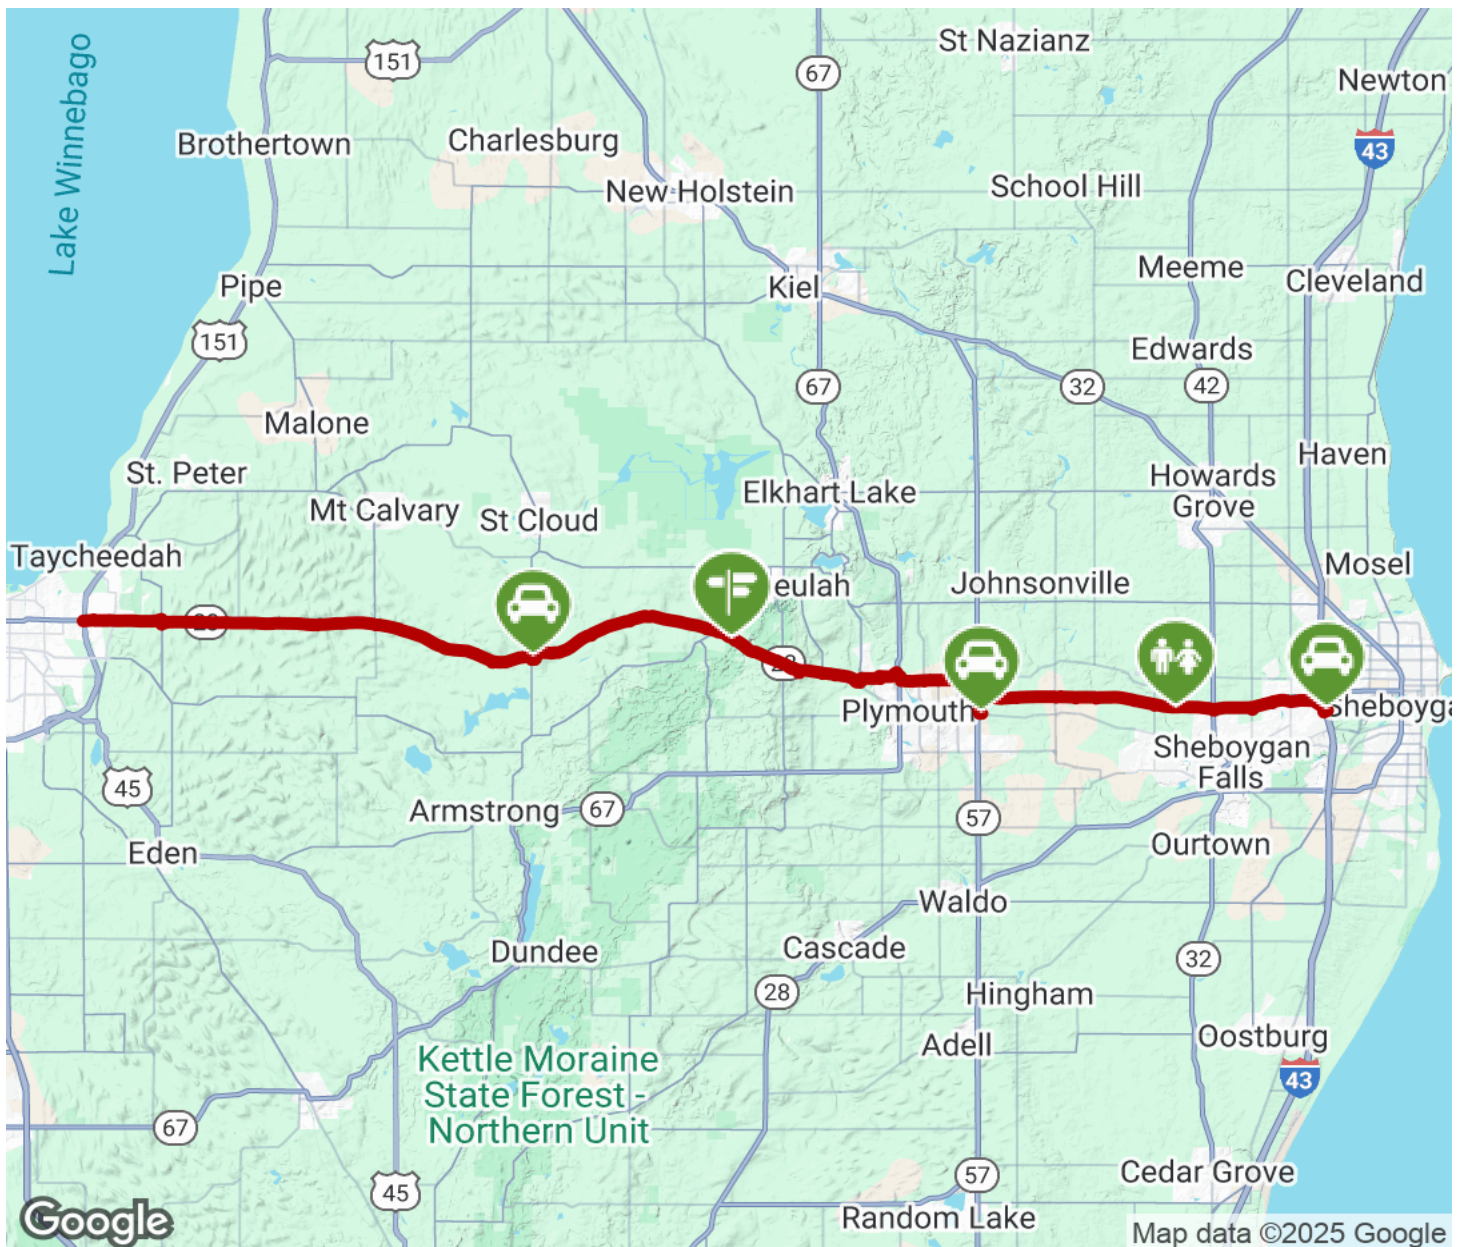 St Nazianz
151
67
Newton
Lake Winnebago
Brothertown
Charlesburg
43
New Holstein
School Hill
Meeme
Cleveland
Pipe
Kiel
151
Edwards
67
32
42
Malone
Haven
St. Peter
Howards
Grove
Elkhart Lake
Mt Calvary
St Cloud
Taycheedah
Mosel
eulah
Johnsonville
Plymouth
Sheboyga
Sheboygan
Falls
45
Armstrong
67
57
Eden
Ourtown
Waldo
Dundee
Cascade
32
28
Hingham
Adell
Oostburg
Kettle Moraine
State Forest -
Northern Unit
43
67
45
57
Cedar Grove
Random Lake
Google
Map data ©2025 Google